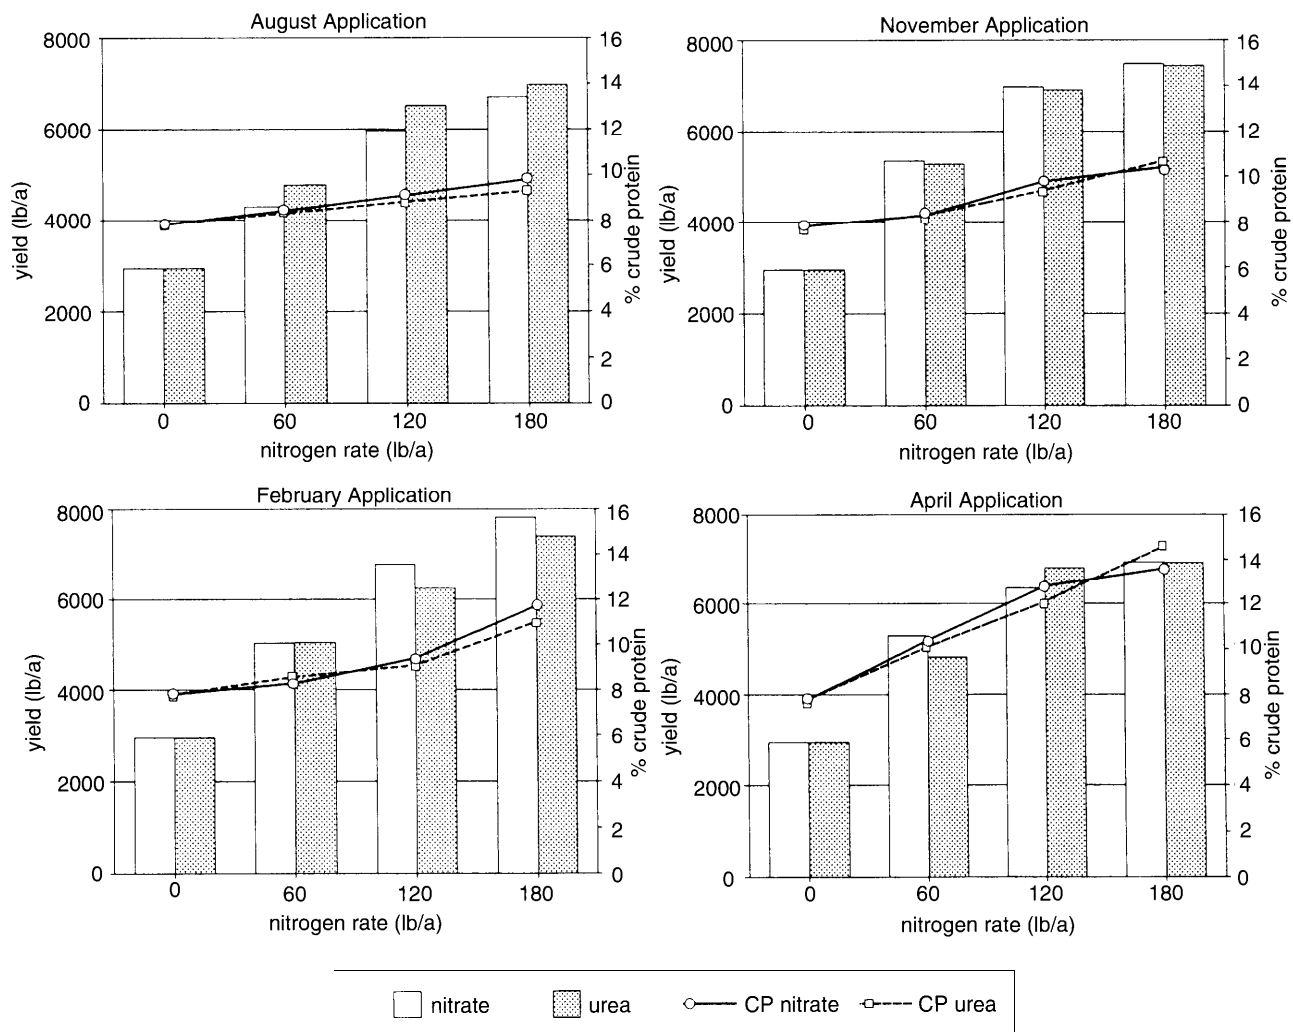 August Application
8000
6000
4000
2000
0
yield (lb/a)
16
14
12
10
8
6
4
2
0
% crude protein
0 60 120 180
nitrogen rate (lb/a)
November Application
8000
6000
4000
2000
0
yield (lb/a)
16
14
12
10
8
6
4
2
0
% crude protein
0 60 120 180
nitrogen rate (lb/a)
February Application
8000
6000
4000
2000
0
yield (lb/a)
16
14
12
10
8
6
4
2
0
% crude protein
0 60 120 180
nitrogen rate (lb/a)
April Application
8000
6000
4000
2000
0
yield (lb/a)
16
14
12
10
8
6
4
2
0
% crude protein
0 60 120 180
nitrogen rate (lb/a)
nitrate urea CP nitrate CP urea